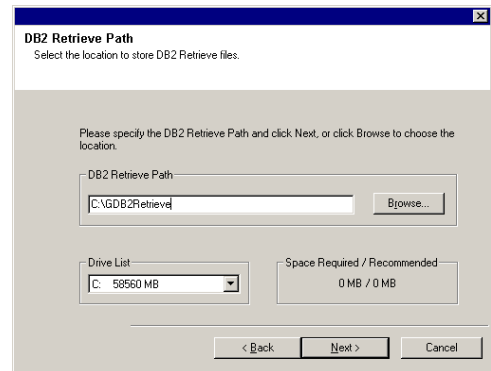 DB2 Retrieve Path
Select the location to store DB2 Retrieve files.
Please specify the DB2 Retrieve Path and click Next, or click Browse to choose the
location.
DB2 Retrieve Path
C:\GDB2Retrieve
Browse...
Drive List
Space Required / Recommended
C: 58560 MB
0 MB / 0 MB
< Back
Next >
Cancel